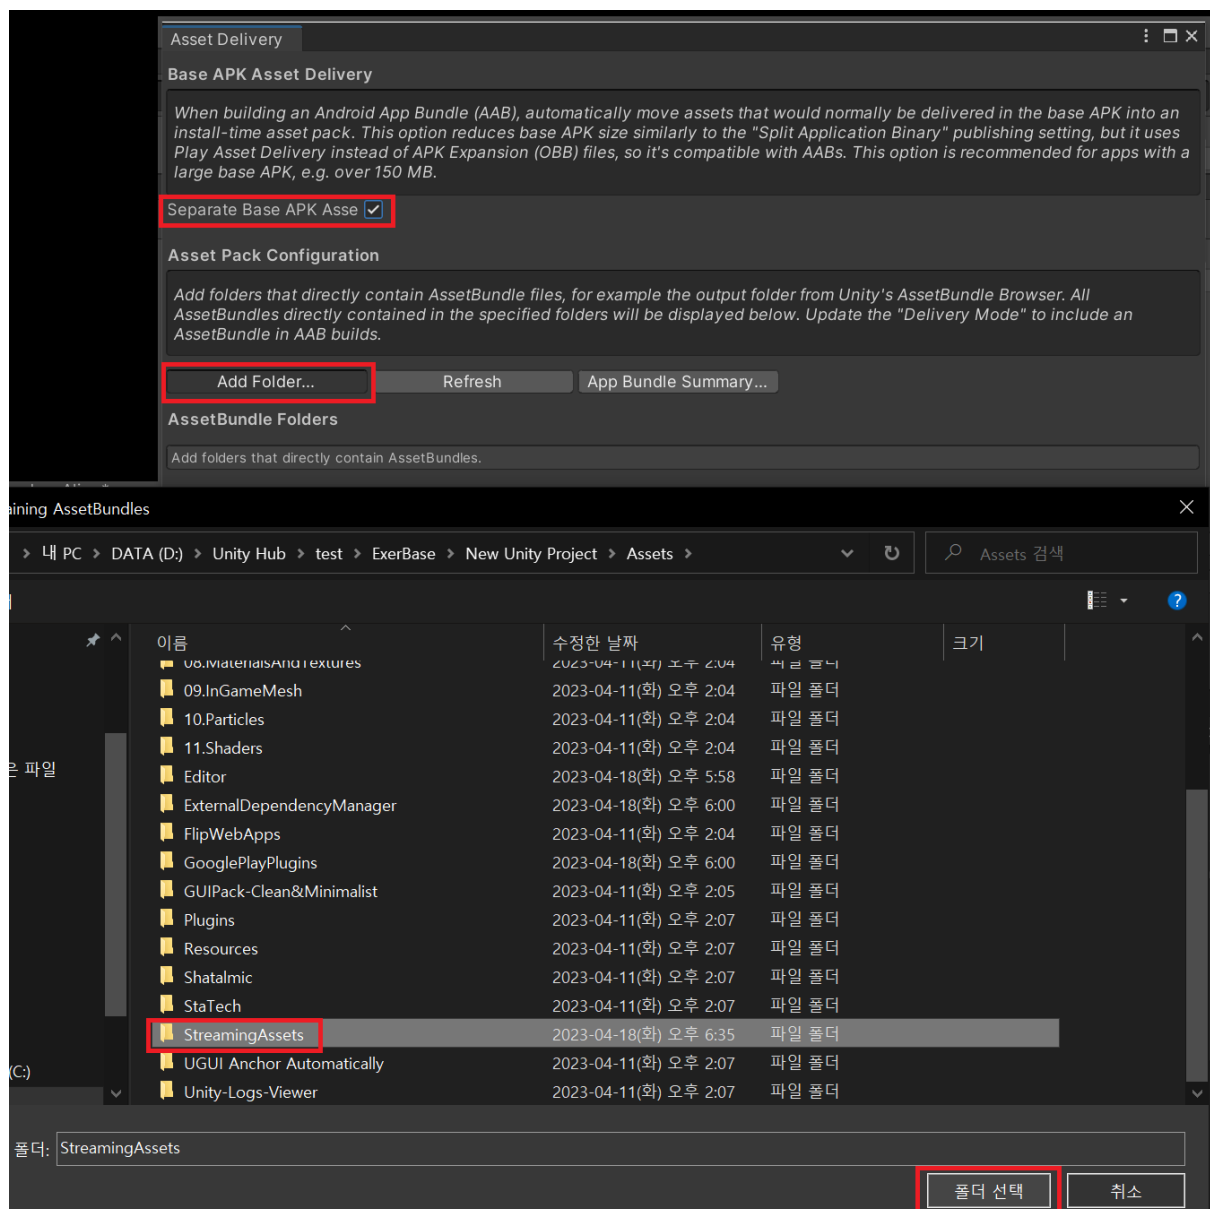 Asset Delivery
Base APK Asset Delivery
When building an Android App Bundle (AAB), automatically move assets that would normally be delivered in the base APK into an
install-time asset pack. This option reduces base APK size similarly to the "Split Application Binary" publishing setting, but it uses
Play Asset Delivery instead of APK Expansion (OBB) files, so it's compatible with AABs. This option is recommended for apps with a
large base APK, e.g. over 150 MB.
Separate Base APK Asse
Asset Pack Configuration
Add folders that directly contain AssetBundle files, for example the output folder from Unity's AssetBundle Browser. All
AssetBundles directly contained in the specified folders will be displayed below. Update the "Delivery Mode" to include an
AssetBundle in AAB builds.
Add Folder... Refresh App Bundle Summary...
AssetBundle Folders
Add folders that directly contain AssetBundles.
aining AssetBundles
> 내 PC > DATA (D:) > Unity Hub > test > ExerBase > New Unity Project > Assets > Assets 검색
이름 수정한 날짜 유형 크기
08.MaterialsAndTextures 2023-04-11(화) 오후 2:04 파일 폴더
09.InGameMesh 2023-04-11(화) 오후 2:04 파일 폴더
10.Particles 2023-04-11(화) 오후 2:04 파일 폴더
11.Shaders 2023-04-11(화) 오후 2:04 파일 폴더
은 파일
Editor 2023-04-18(화) 오후 5:58 파일 폴더
ExternalDependencyManager 2023-04-18(화) 오후 6:00 파일 폴더
FlipWebApps 2023-04-11(화) 오후 2:04 파일 폴더
GooglePlayPlugins 2023-04-18(화) 오후 6:00 파일 폴더
GUIPack-Clean&Minimalist 2023-04-11(화) 오후 2:05 파일 폴더
Plugins 2023-04-11(화) 오후 2:07 파일 폴더
Resources 2023-04-11(화) 오후 2:07 파일 폴더
Shatalmic 2023-04-11(화) 오후 2:07 파일 폴더
StaTech 2023-04-11(화) 오후 2:07 파일 폴더
StreamingAssets 2023-04-18(화) 오후 6:35 파일 폴더
(C:)
UGUI Anchor Automatically 2023-04-11(화) 오후 2:07 파일 폴더
Unity-Logs-Viewer 2023-04-11(화) 오후 2:07 파일 폴더
폴더: StreamingAssets
폴더 선택 취소